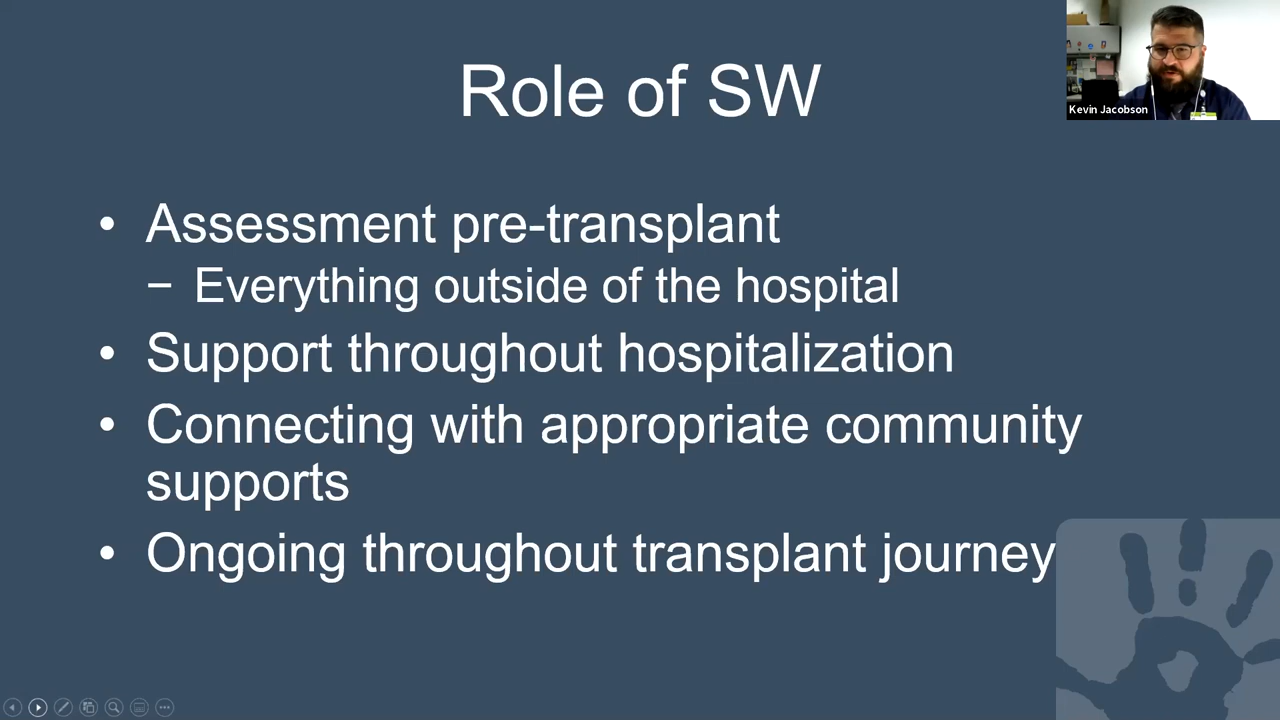 Role of SW
Kevin Jacobson
• Assessment pre-transplant
– Everything outside of the hospital
• Support throughout hospitalization
• Connecting with appropriate community
supports
• Ongoing throughout transplant journey